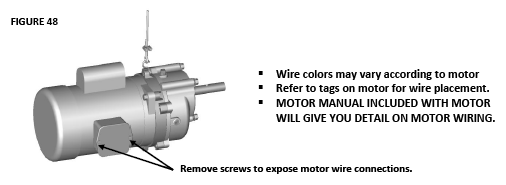 FIGURE 48
▪ Wire colors may vary according to motor
▪ Refer to tags on motor for wire placement.
▪ MOTOR MANUAL INCLUDED WITH MOTOR
WILL GIVE YOU DETAIL ON MOTOR WIRING.
Remove screws to expose motor wire connections.